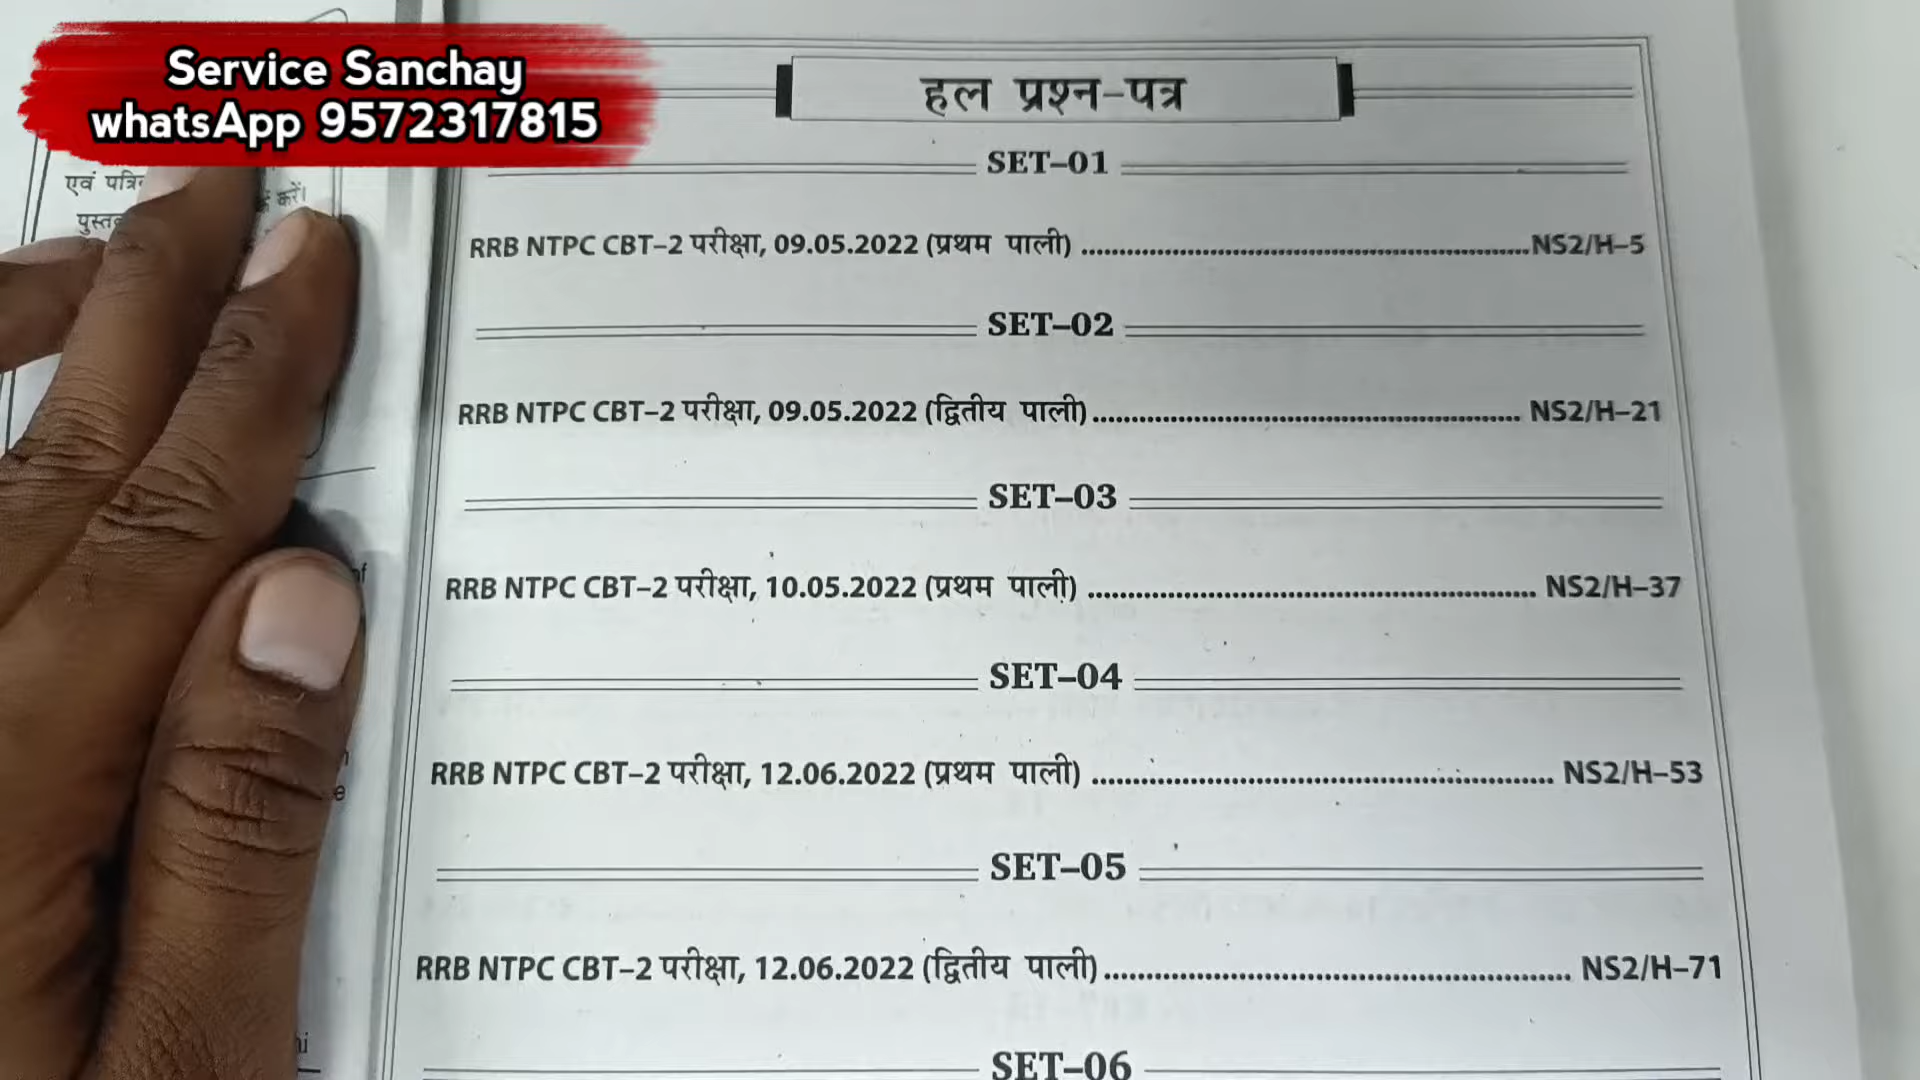 Service Sanchay
whatsApp 9572317815
एवं पत्रि
करें।
पुस्त
हल प्रश्न-पत्र
SET-01
RRB NTPC CBT-2 परीक्षा, 09.05.2022 (प्रथम पाली) ........................................................NS2/H-5
SET-02
RRB NTPC CBT-2 परीक्षा, 09.05.2022 (द्वितीय पाली)...................................................... NS2/H-21
SET-03
RRB NTPC CBT-2 परीक्षा, 10.05.2022 (प्रथम पाली) ........................................................ NS2/H-37
SET-04
RRB NTPC CBT-2 परीक्षा, 12.06.2022 (प्रथम पाली) ........................................................ NS2/H-53
SET-05
RRB NTPC CBT-2 परीक्षा, 12.06.2022 (द्वितीय पाली)...................................................... NS2/H-71
SET-06